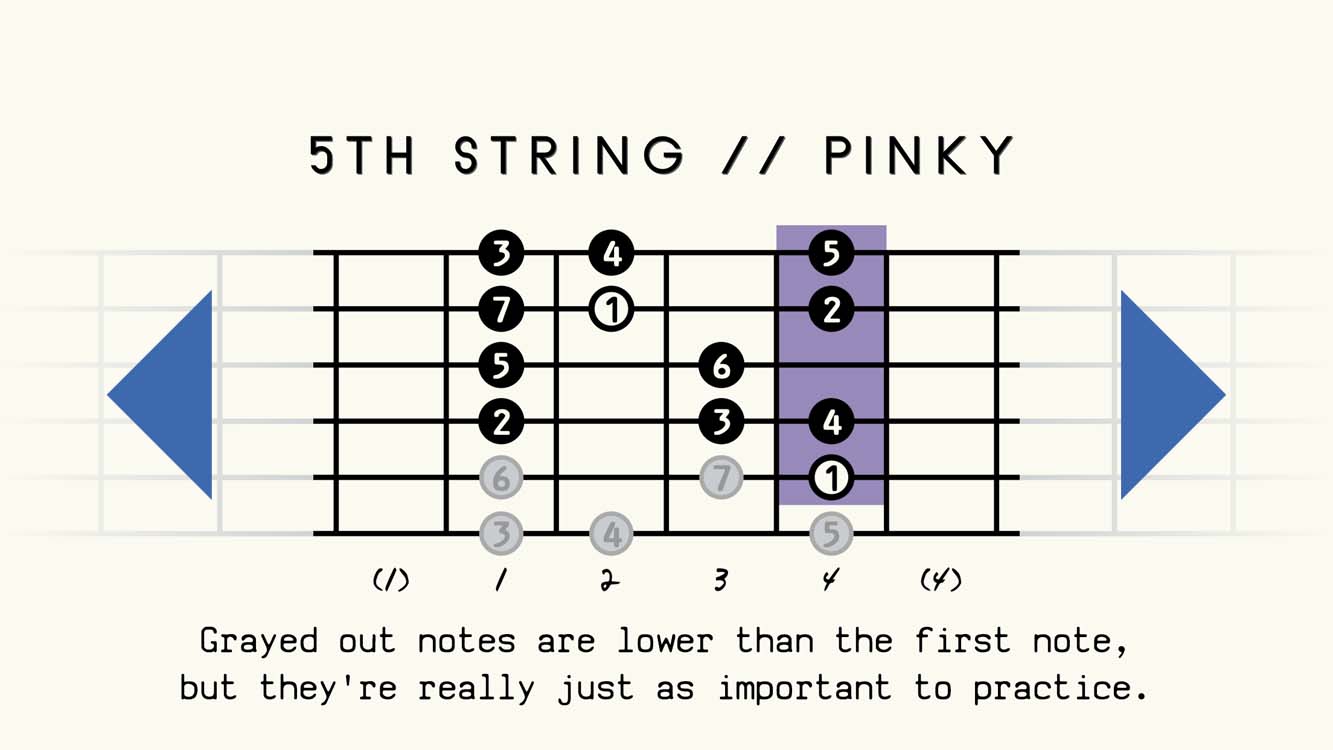 5TH STRING // PINKY
3 4 5
7 1 2
5 6
2 3 4
6 7 1
3 4 5
(1) 1 2 3 4 (4)
Grayed out notes are lower than the first note,
but they're really just as important to practice.